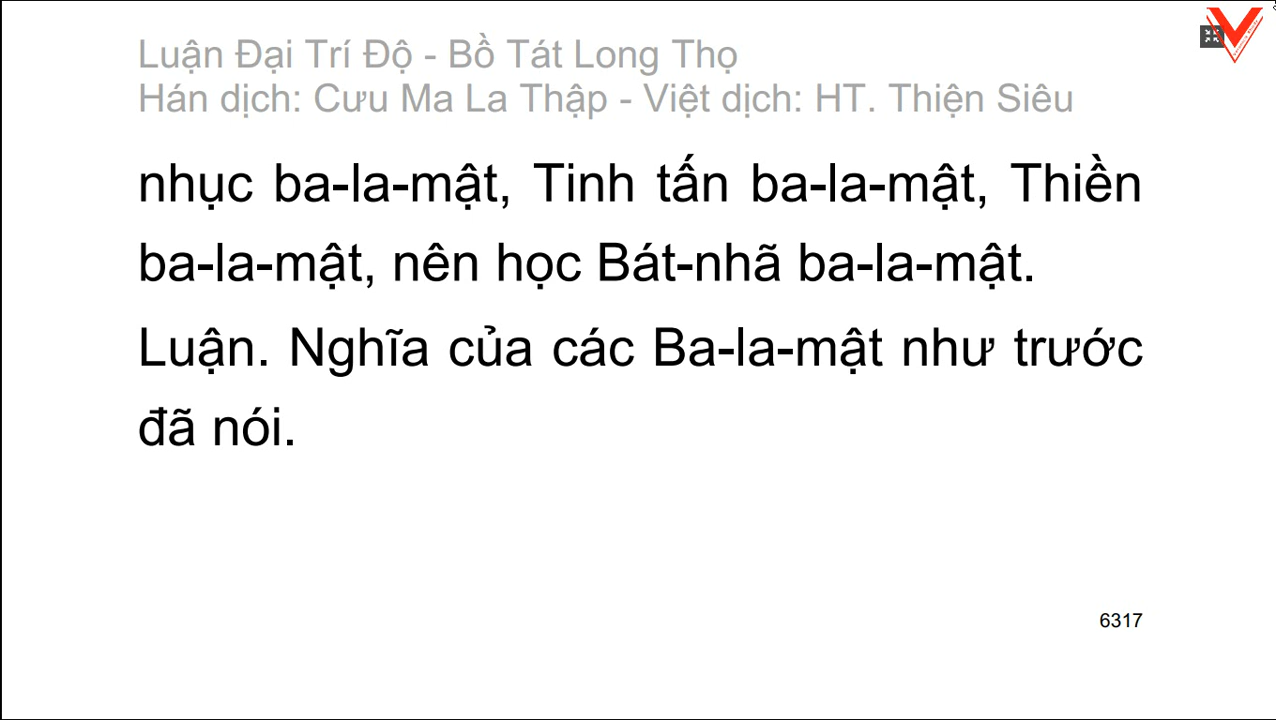 Luận Đại Trí Độ - Bồ Tát Long Thọ
Hán dịch: Cưu Ma La Thập - Việt dịch: HT. Thiện Siêu
nhục ba-la-mật, Tinh tấn ba-la-mật, Thiền
ba-la-mật, nên học Bát-nhã ba-la-mật.
Luận. Nghĩa của các Ba-la-mật như trước
đã nói.
6317